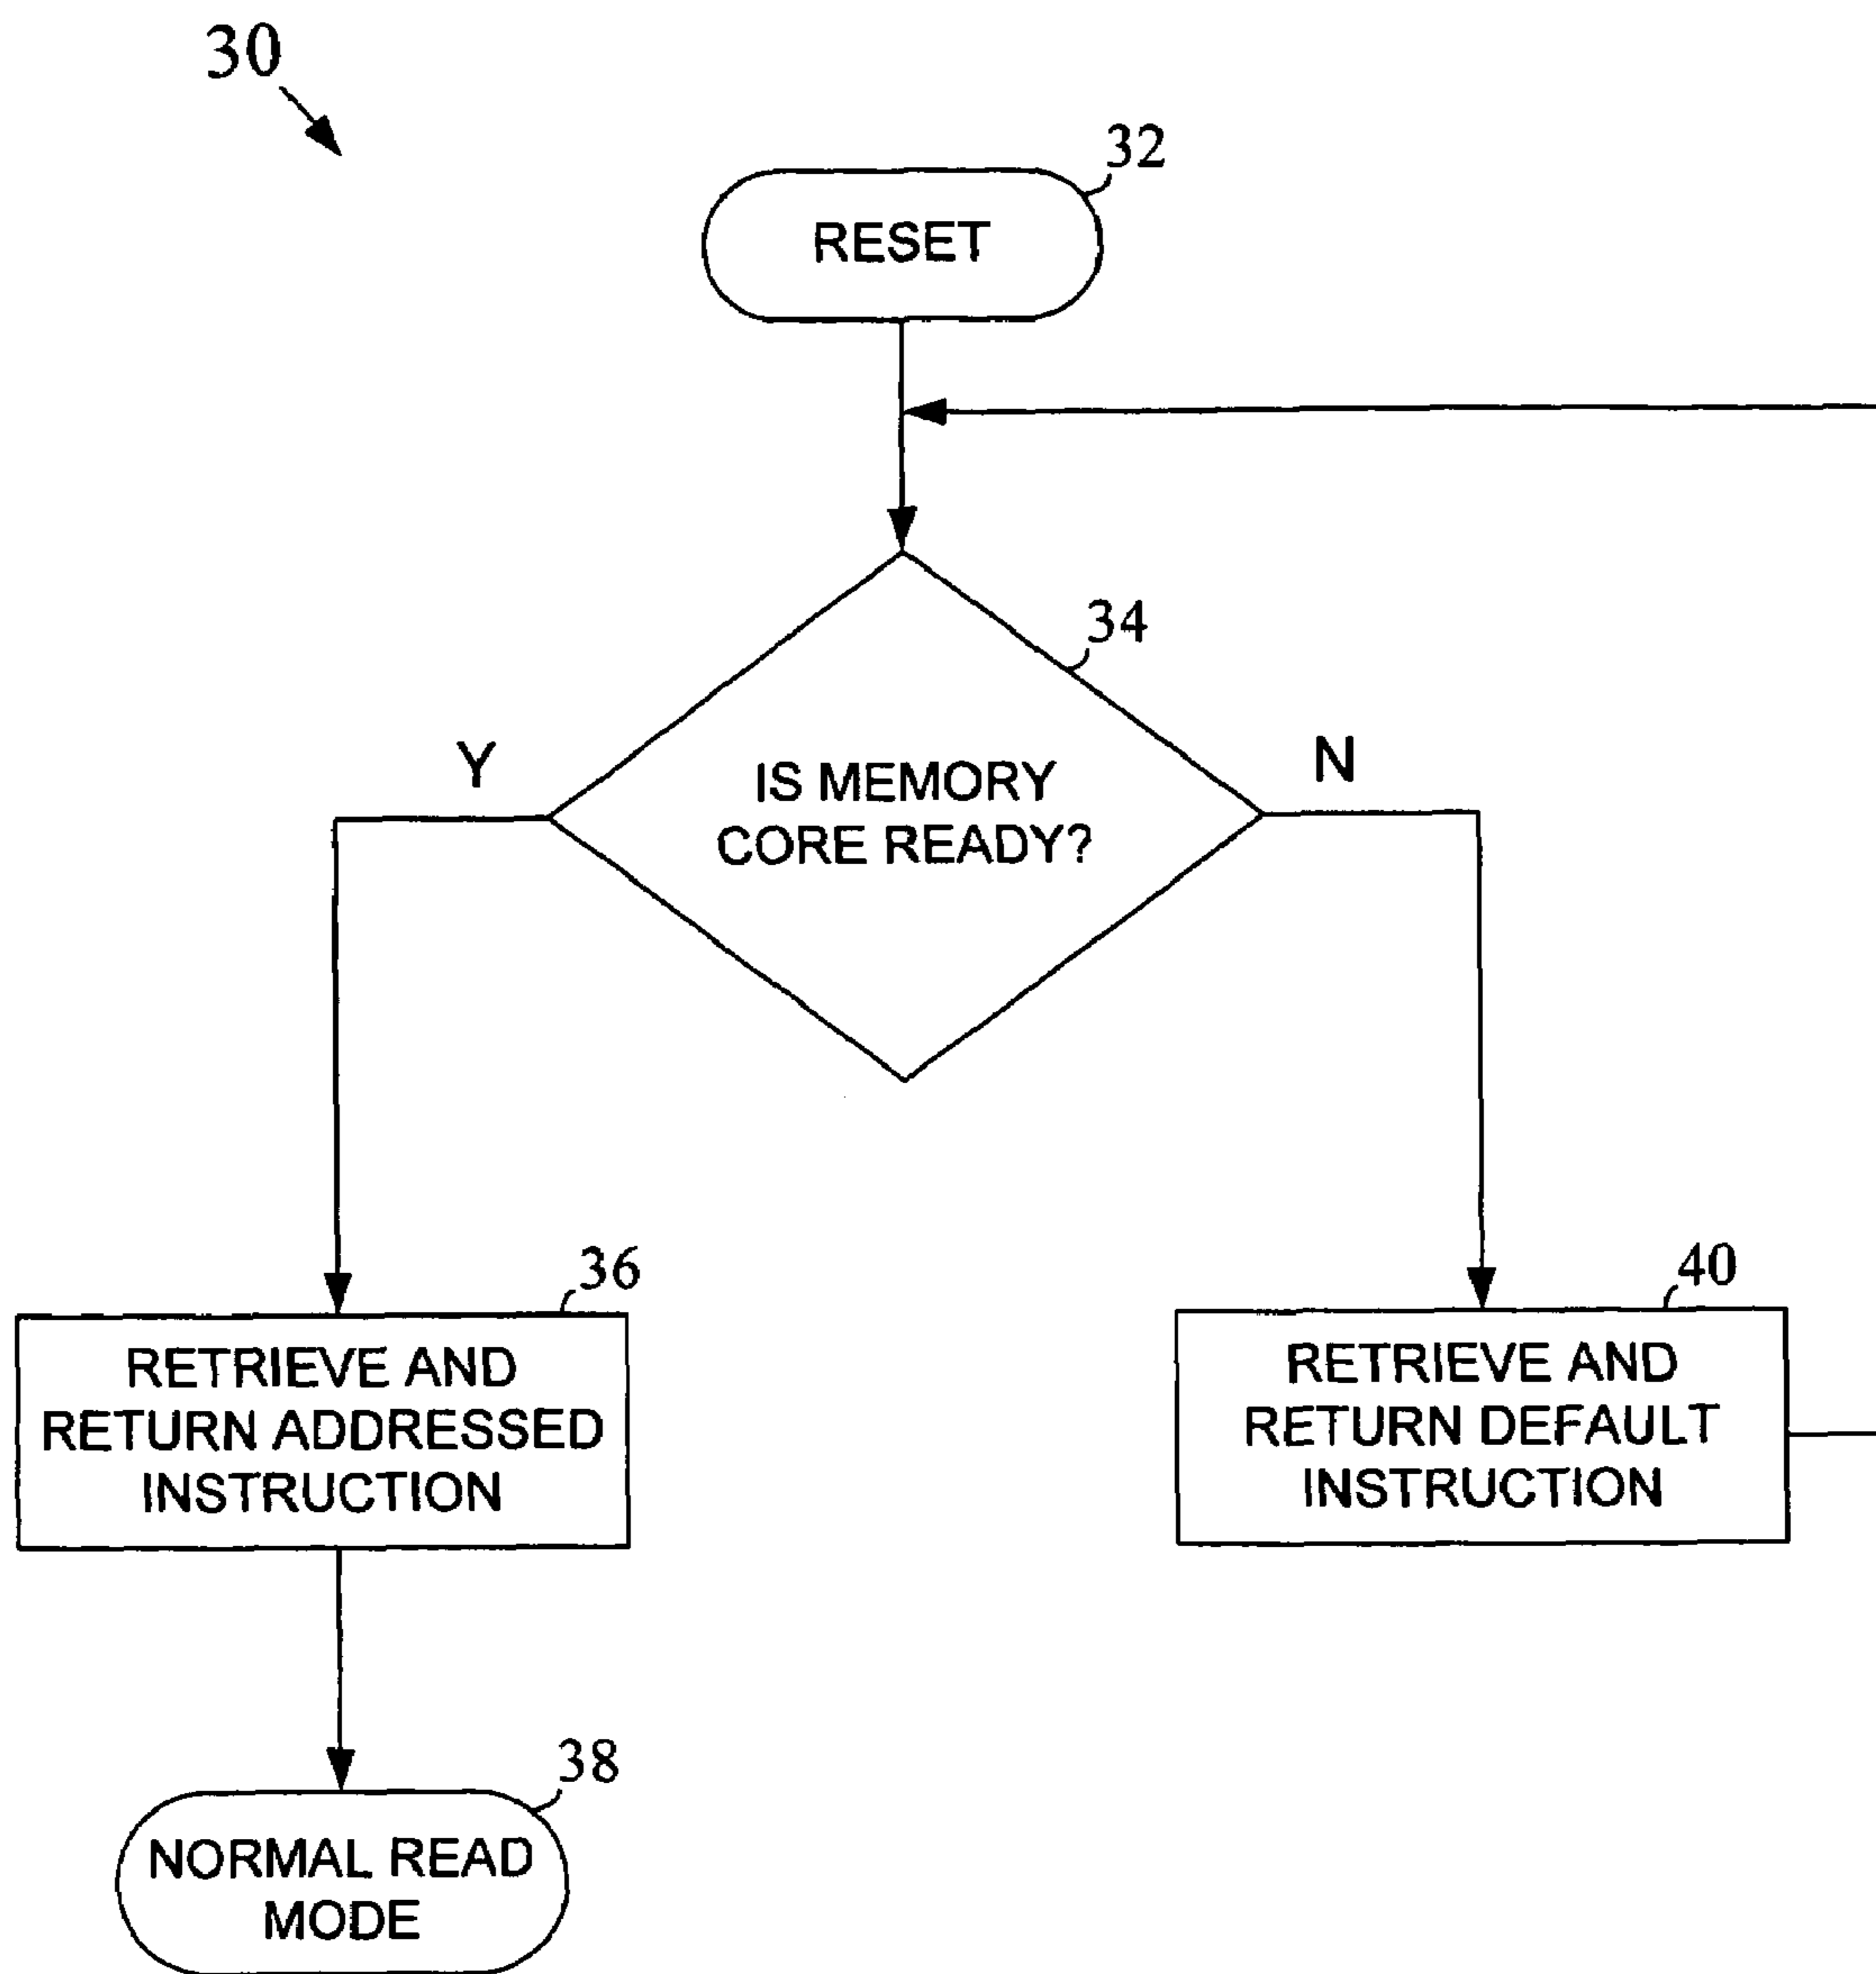 30
32
RESET
34
Y
N
IS MEMORY
CORE READY?
36
RETRIEVE AND
RETURN ADDRESSED
INSTRUCTION
40
RETRIEVE AND
RETURN DEFAULT
INSTRUCTION
38
NORMAL READ
MODE